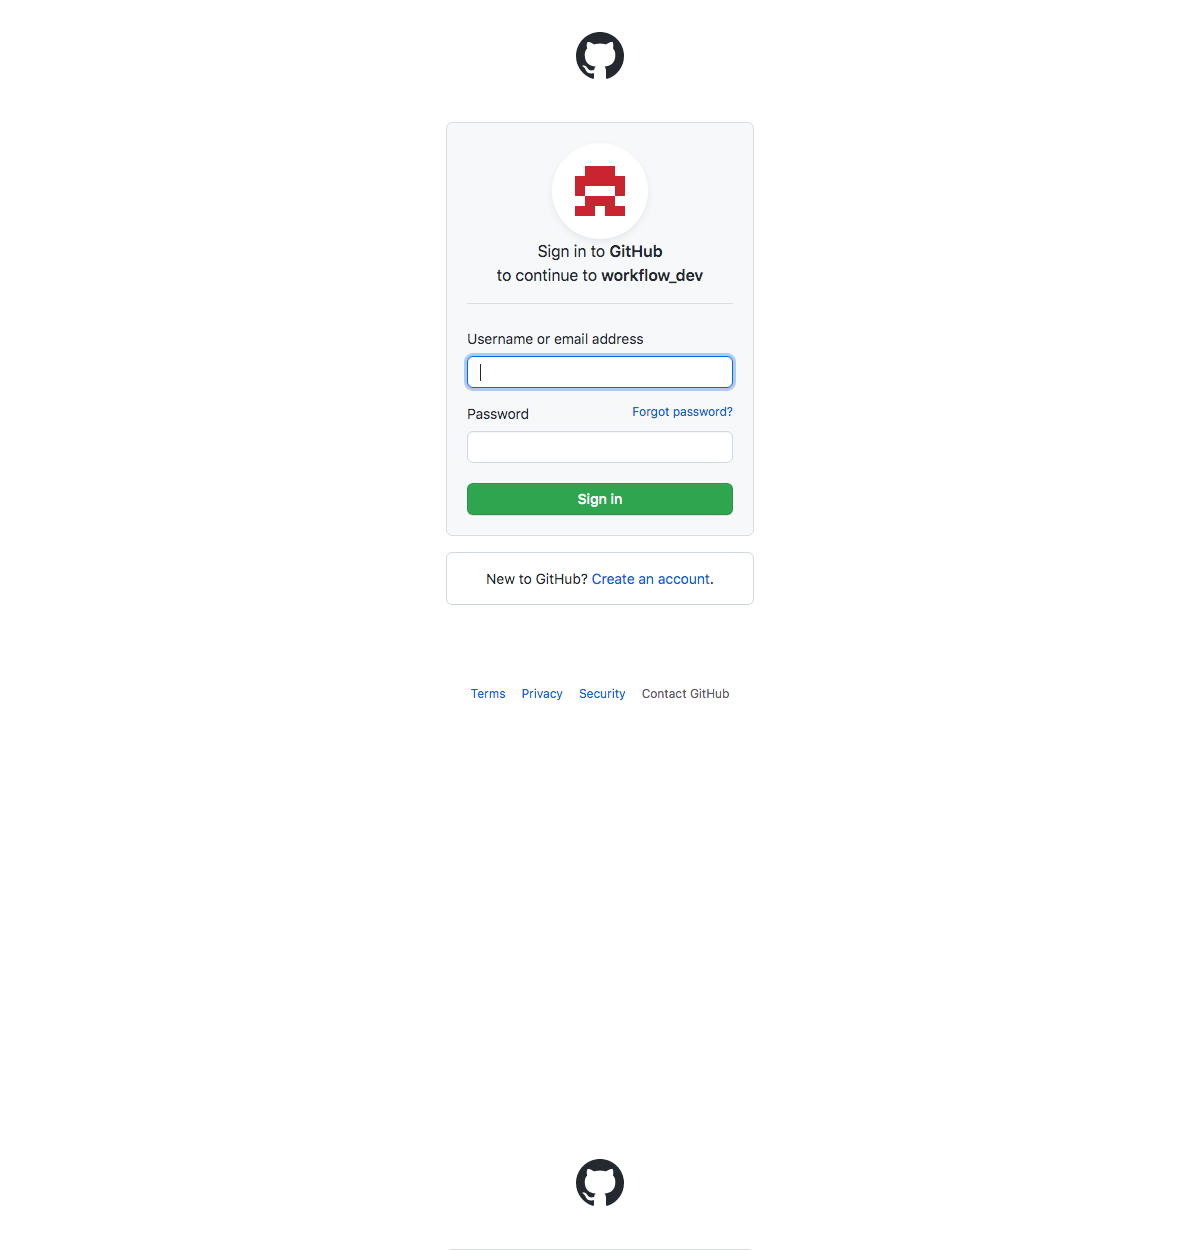 Sign in to GitHub
to continue to workflow_dev
Username or email address
Password
Forgot password?
Sign in
New to GitHub? Create an account.
Terms Privacy Security Contact GitHub